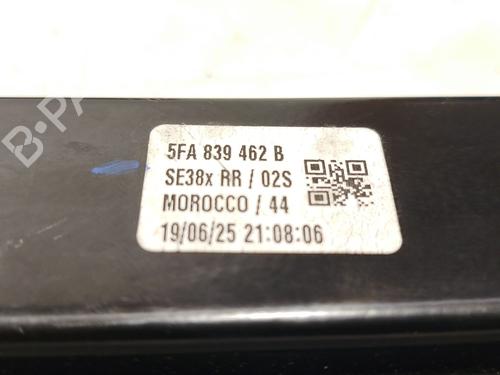 5FA 839 462 B
SE38x RR / 02S
MOROCCO / 44
19/06/25 21:08:06